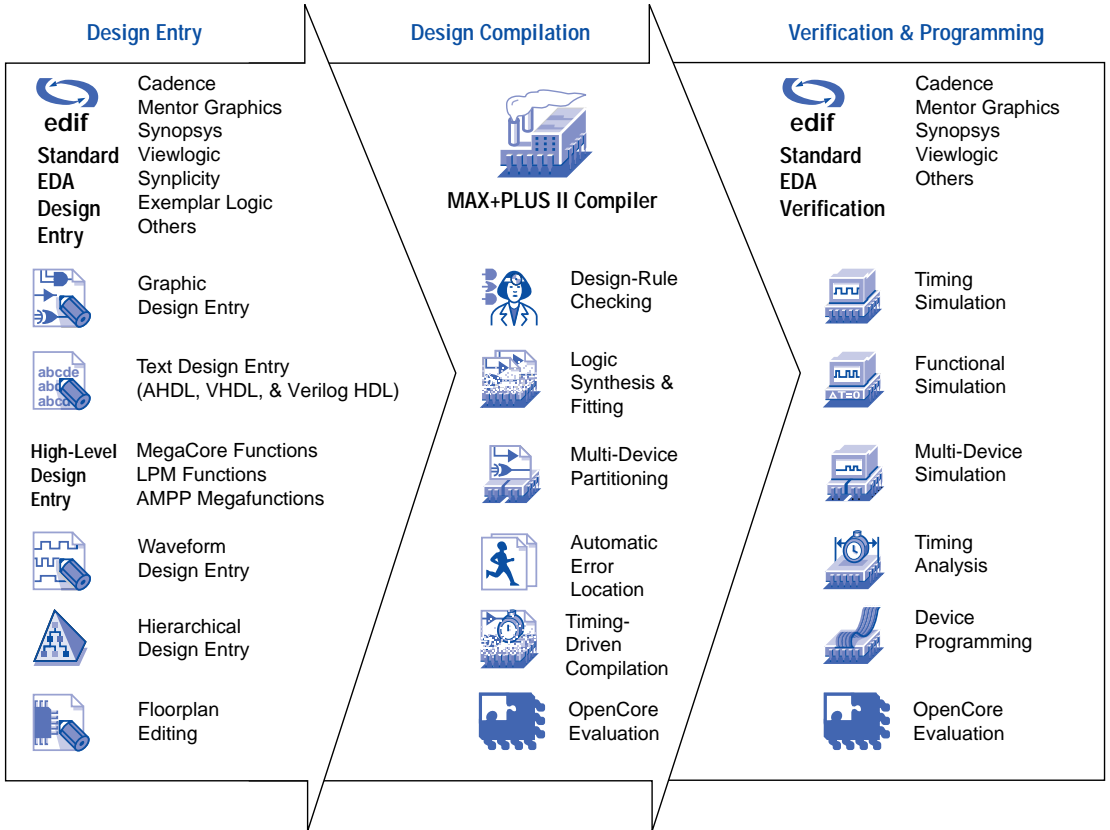 Design Entry
Design Compilation
Verification & Programming
edif
Standard
EDA
Design
Entry
Cadence
Mentor Graphics
Synopsys
Viewlogic
Synplicity
Exemplar Logic
Others
Graphic
Design Entry
abcde
abcd
abcde
Text Design Entry
(AHDL, VHDL, & Verilog HDL)
High-Level
Design
Entry
MegaCore Functions
LPM Functions
AMPP Megafunctions
Waveform
Design Entry
Hierarchical
Design Entry
Floorplan
Editing
MAX+PLUS II Compiler
Design-Rule
Checking
Logic
Synthesis &
Fitting
Multi-Device
Partitioning
Automatic
Error
Location
Timing-
Driven
Compilation
OpenCore
Evaluation
edif
Standard
EDA
Verification
Cadence
Mentor Graphics
Synopsys
Viewlogic
Others
Timing
Simulation
ΔT=0
Functional
Simulation
Multi-Device
Simulation
Timing
Analysis
Device
Programming
OpenCore
Evaluation